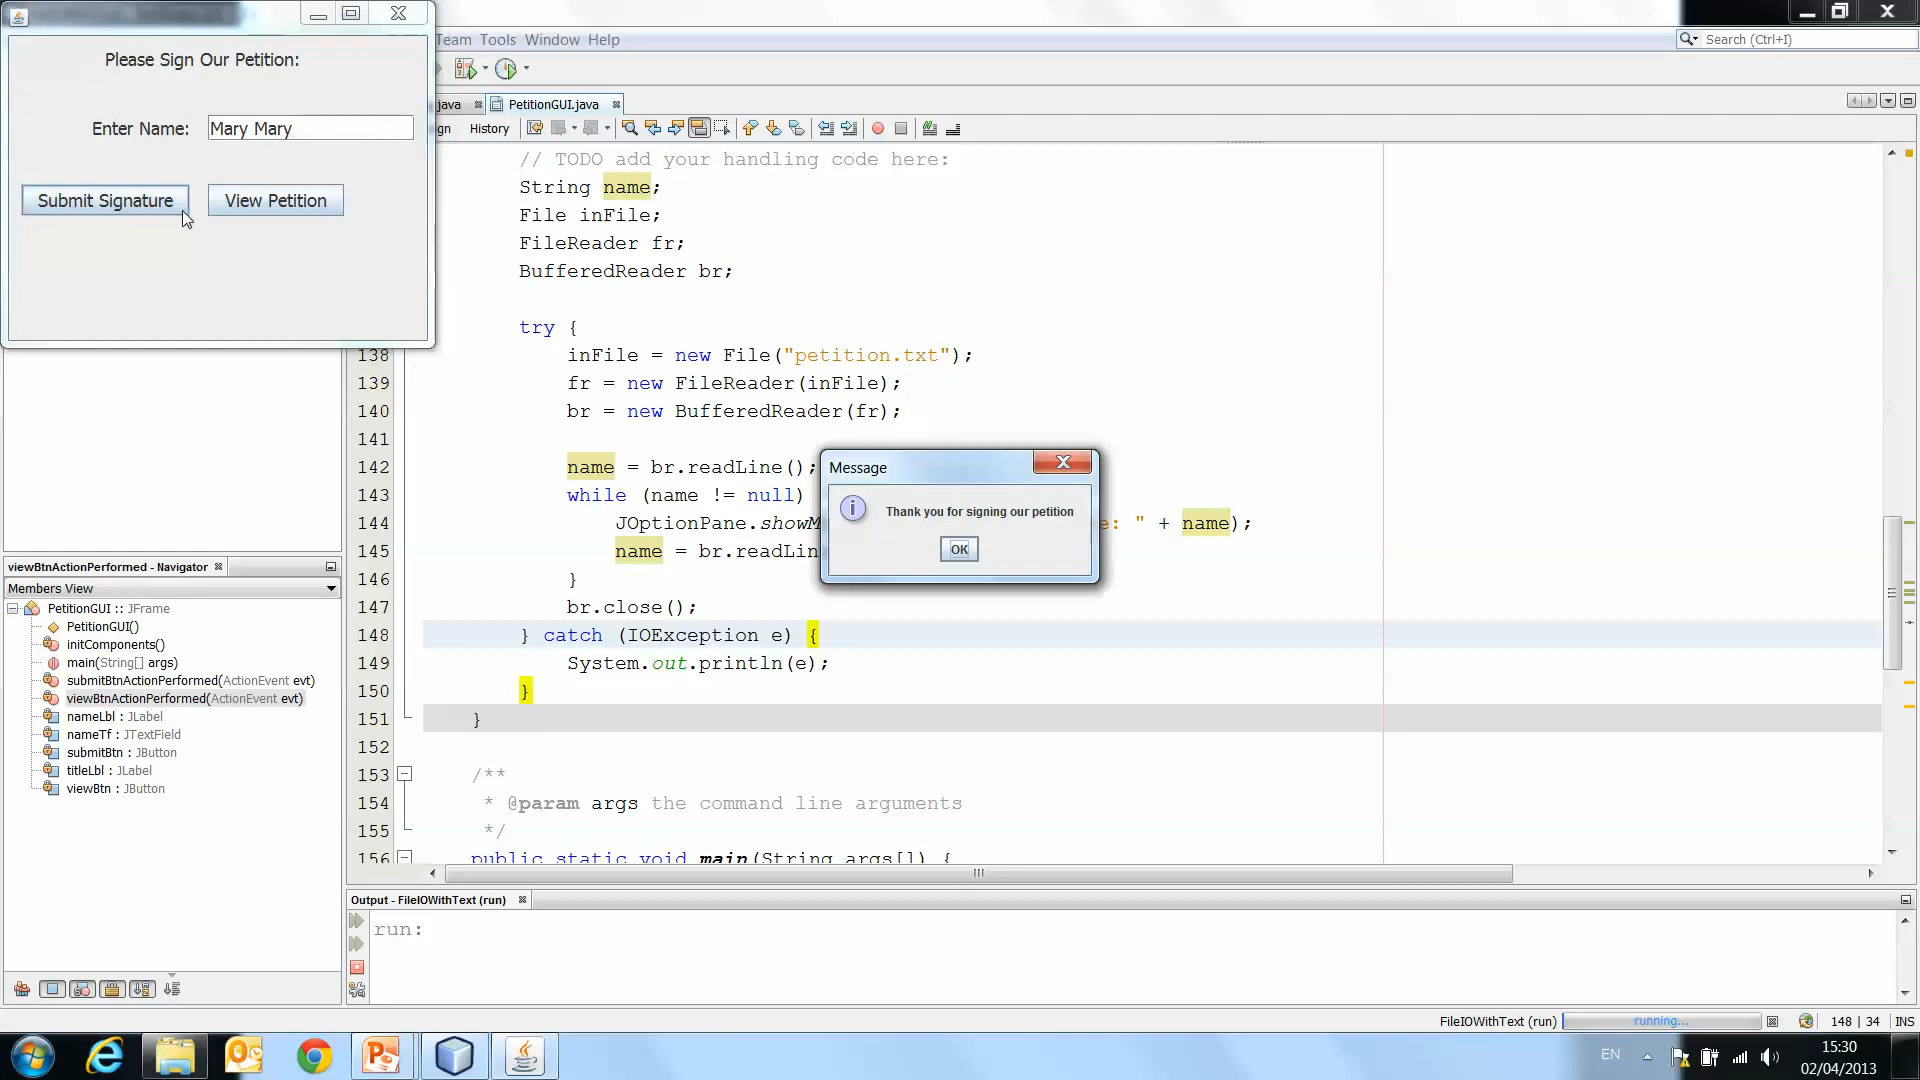 Please Sign Our Petition:
Enter Name: Mary Mary
Submit Signature View Petition
Team Tools Window Help
Search (Ctrl+I)
java PetitionGUI.java
gn History
// TODO add your handling code here:
String name;
File inFile;
FileReader fr;
BufferedReader br;
try {
138 inFile = new File("petition.txt");
139 fr = new FileReader(inFile);
140 br = new BufferedReader(fr);
141
142 name = br.readLine();
143 while (name != null)
144 JOptionPane.showM e: " + name);
145 name = br.readLin
146 }
147 br.close();
148 } catch (IOException e) {
149 System.out.println(e);
150 }
151 }
152
153 /**
154 * @param args the command line arguments
155 */
156 public static void main(String args[]) {
Message
Thank you for signing our petition
OK
viewBtnActionPerformed - Navigator
Members View
PetitionGUI :: JFrame
PetitionGUI()
initComponents()
main(String[] args)
submitBtnActionPerformed(ActionEvent evt)
viewBtnActionPerformed(ActionEvent evt)
nameLbl : JLabel
nameTf : JTextField
submitBtn : JButton
titleLbl : JLabel
viewBtn : JButton
Output - FileIOWithText (run)
run:
FileIOWithText (run) running... 148 | 34 INS
EN 15:30
02/04/2013